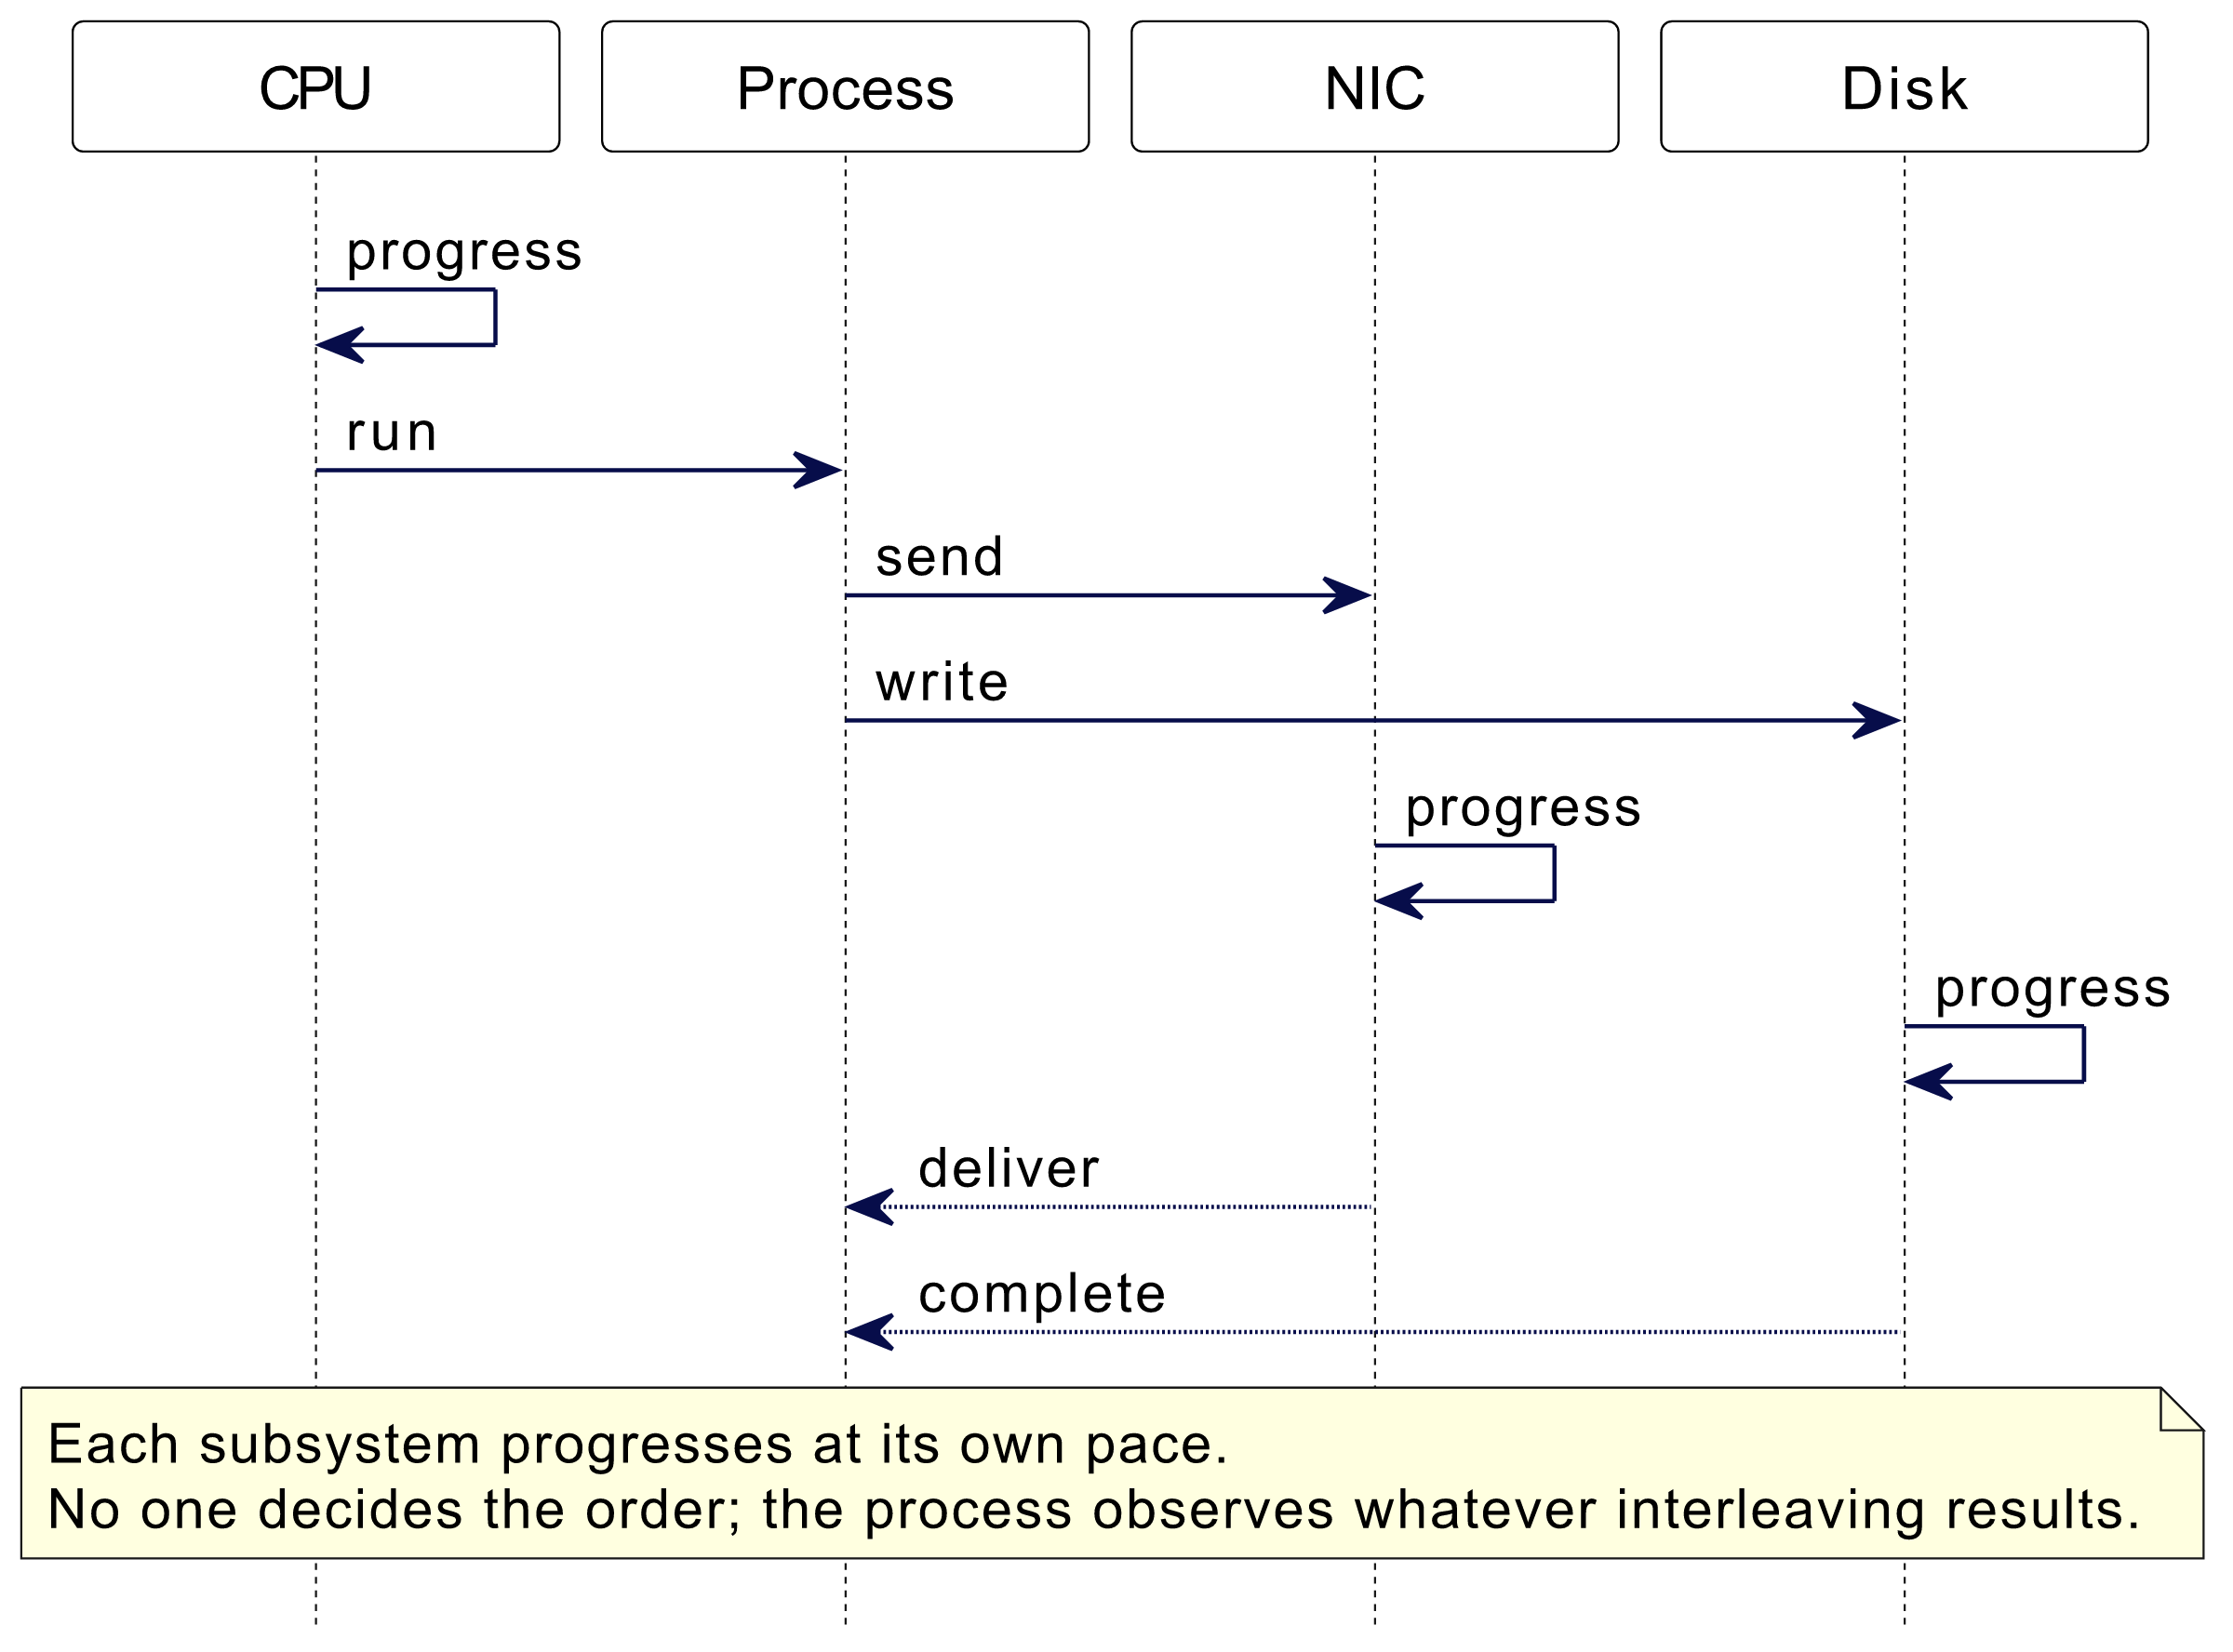 CPU
Process
NIC
Disk
progress
run
send
write
progress
progress
deliver
complete
Each subsystem progresses at its own pace.
No one decides the order; the process observes whatever interleaving results.